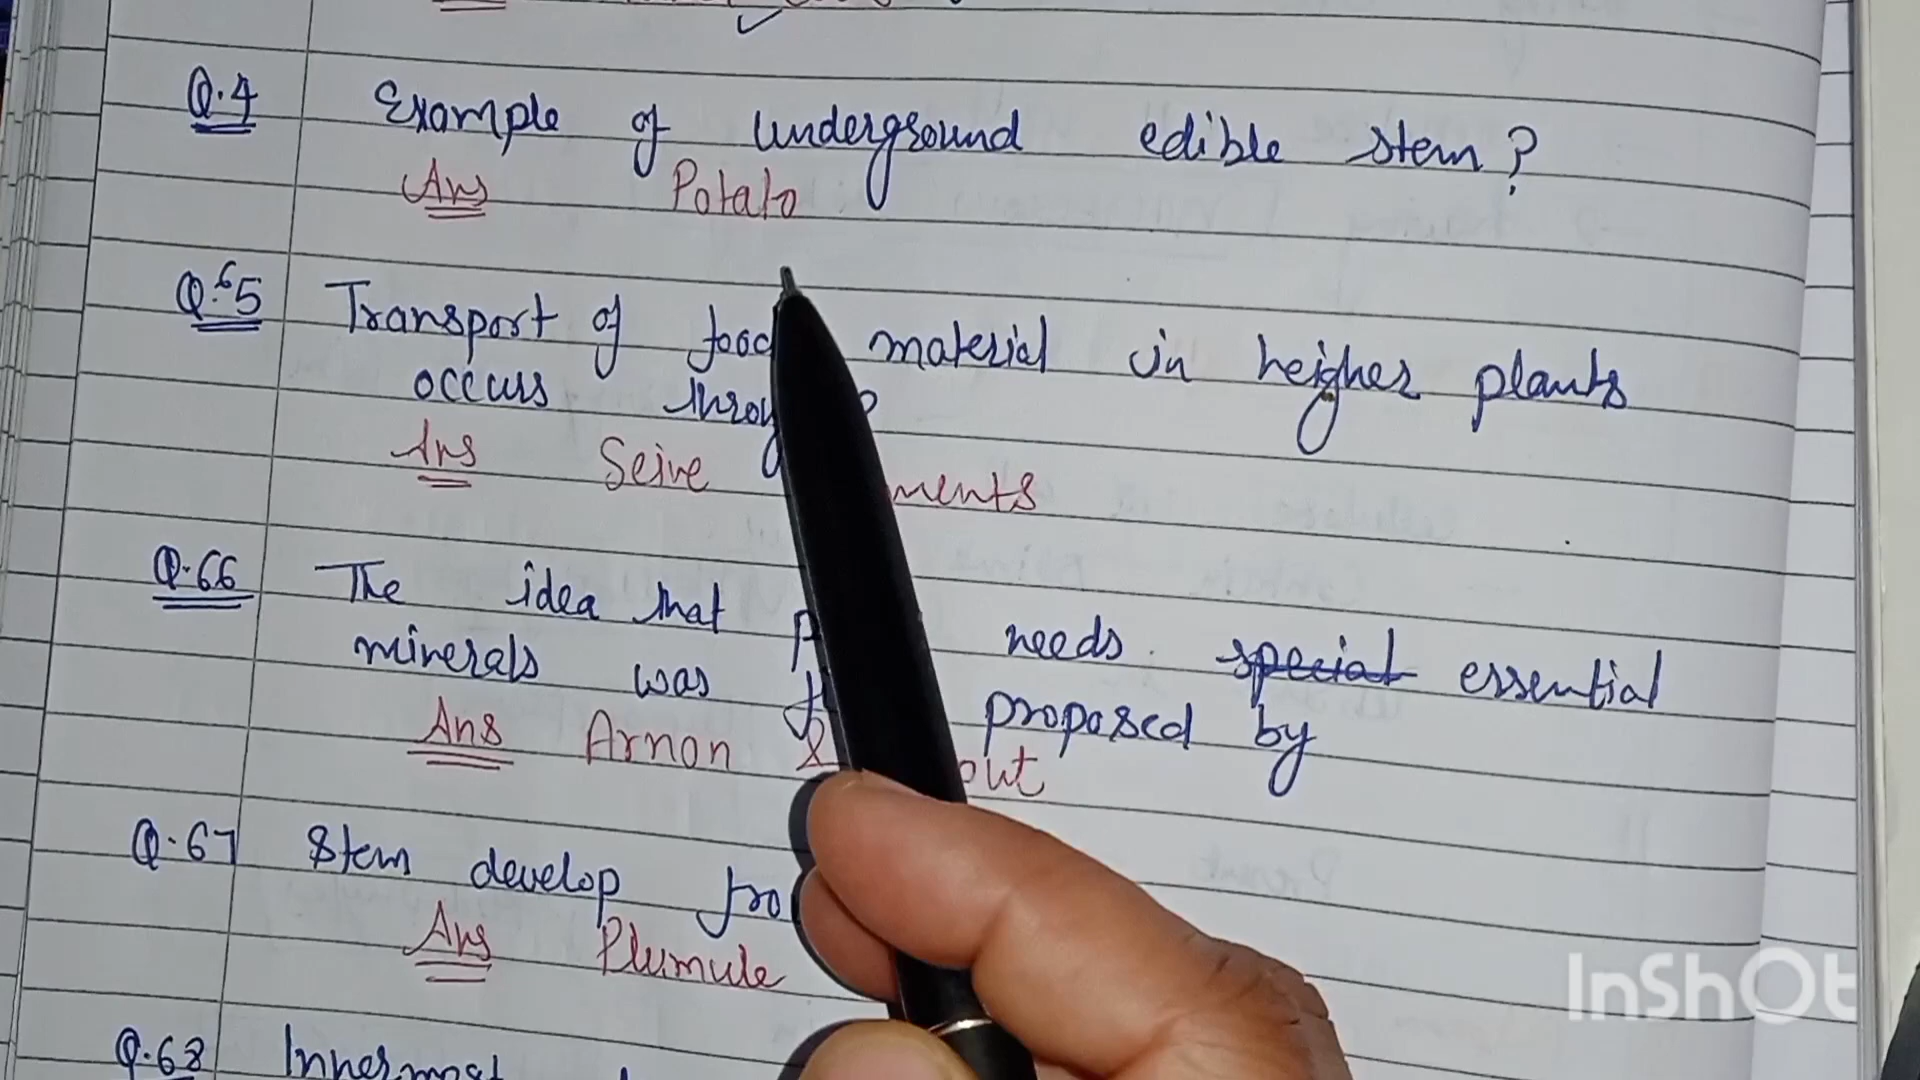 Q.4 Example of underground edible stem?
Ans Potato
Q.65 Transport of food material in heigher plants
occurs
Ans Seive
Q.66 The idea that needs special essential
minerals was proposed by
Ans Arnon &
Q.67 Stem develop
Ans Plumule
Q.68 Innermost
InShOt